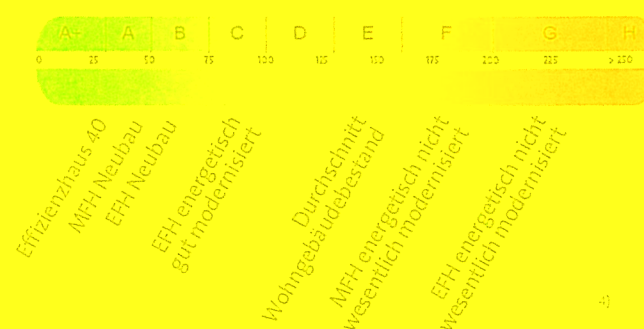 A+ A B C D E F G H
0 25 50 75 100 125 150 175 200 225 > 250
Effizienzhaus 40
MFH Neubau
EFH Neubau
EFH energetisch
gut modernisiert
Durchschnitt
Wohngebäudebestand
MFH energetisch nicht
wesentlich modernisiert
EFH energetisch nicht
wesentlich modernisiert
4)